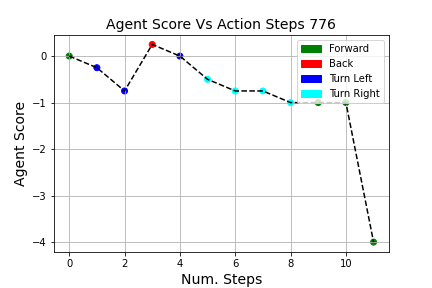 Agent Score Vs Action Steps 776
Forward
Back
Turn Left
Turn Right
Agent Score
0
−1
−2
−3
−4
0
2
4
6
8
10
Num. Steps